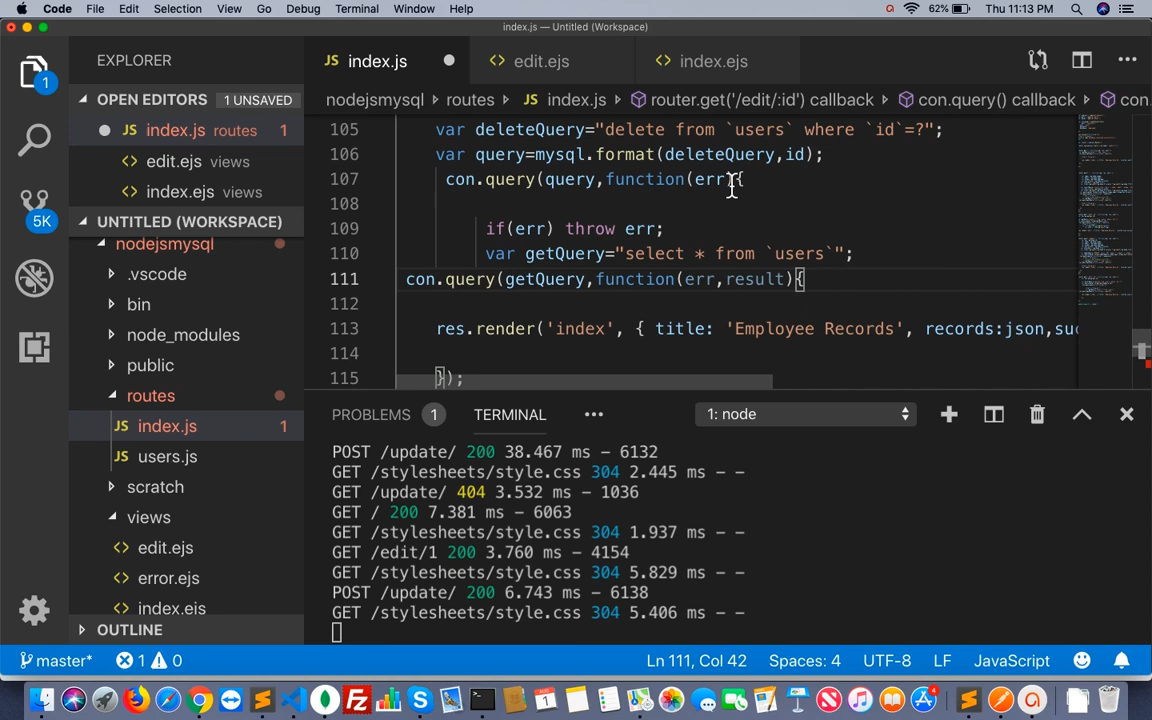 Code File Edit Selection View Go Debug Terminal Window Help 62% Thu 11:13 PM
index.js — Untitled (Workspace)
EXPLORER
1
OPEN EDITORS 1 UNSAVED
JS index.js routes 1
<> edit.ejs views
<> index.ejs views
5K
UNTITLED (WORKSPACE)
nodejsmysql
.vscode
bin
node_modules
public
routes
JS index.js 1
JS users.js
scratch
views
<> edit.ejs
<> error.ejs
<> index.ejs
OUTLINE
JS index.js
<> edit.ejs
<> index.ejs
nodejsmysql routes JS index.js router.get('/edit/:id') callback con.query() callback con.
105 var deleteQuery="delete from `users` where `id`=?";
106 var query=mysql.format(deleteQuery,id);
107 con.query(query,function(err){
108
109 if(err) throw err;
110 var getQuery="select * from `users`";
111 con.query(getQuery,function(err,result){
112
113 res.render('index', { title: 'Employee Records', records:json,suc
114
115 });
PROBLEMS 1 TERMINAL ••• 1: node
POST /update/ 200 38.467 ms - 6132
GET /stylesheets/style.css 304 2.445 ms - -
GET /update/ 404 3.532 ms - 1036
GET / 200 7.381 ms - 6063
GET /stylesheets/style.css 304 1.937 ms - -
GET /edit/1 200 3.760 ms - 4154
GET /stylesheets/style.css 304 5.829 ms - -
POST /update/ 200 6.743 ms - 6138
GET /stylesheets/style.css 304 5.406 ms - -
master* 1 0 Ln 111, Col 42 Spaces: 4 UTF-8 LF JavaScript